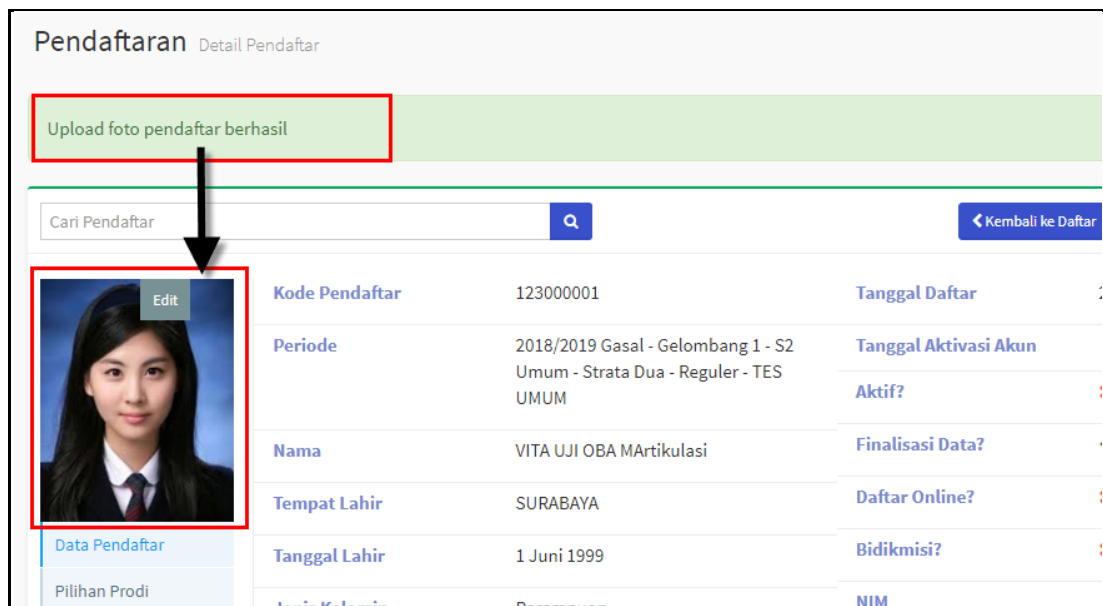 Pendaftaran Detail Pendaftar
Upload foto pendaftar berhasil
Cari Pendaftar
Kembali ke Daftar
Edit
Data Pendaftar
Pilihan Prodi
Kode Pendaftar 123000001
Periode 2018/2019 Gasal - Gelombang 1 - S2
Umum - Strata Dua - Reguler - TES
UMUM
Nama VITA UJI OBA MArtikulasi
Tempat Lahir SURABAYA
Tanggal Lahir 1 Juni 1999
Jenis Kelamin Perempuan
Tanggal Daftar
Tanggal Aktivasi Akun
Aktif?
Finalisasi Data?
Daftar Online?
Bidikmisi?
NIM